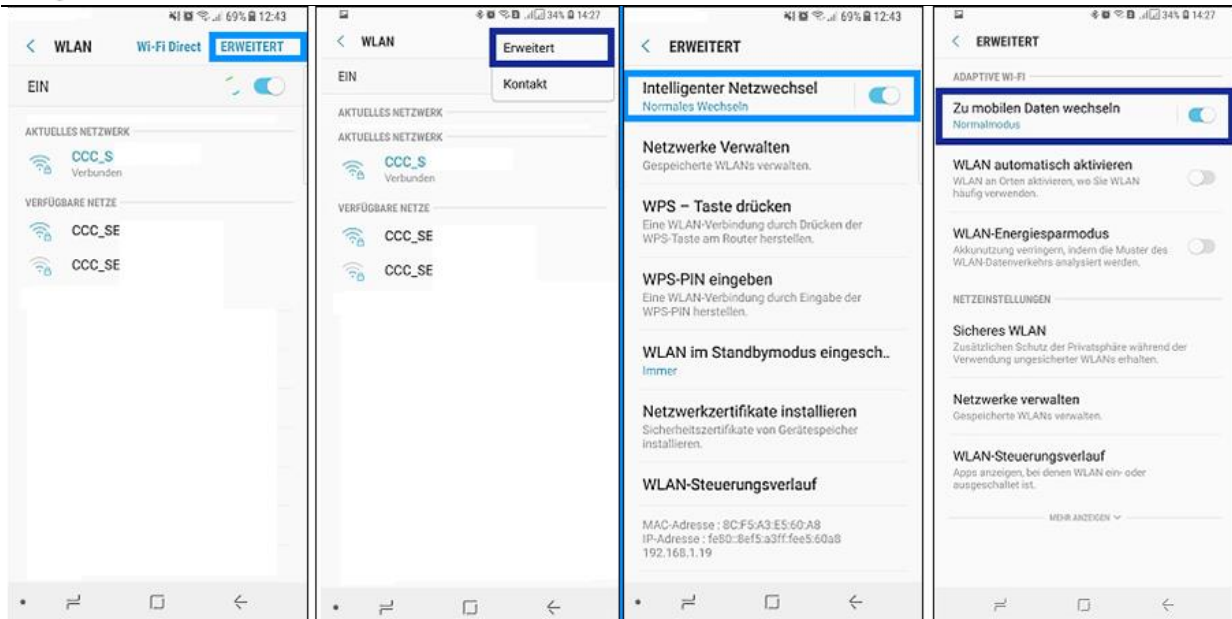 69% 12:43
WLAN Wi-Fi Direct ERWEITERT
EIN
AKTUELLES NETZWERK
CCC_S
Verbunden
VERFÜGBARE NETZE
CCC_SE
CCC_SE
34% 14:27
WLAN
Erweitert
EIN
Kontakt
AKTUELLES NETZWERK
AKTUELLES NETZWERK
CCC_S
Verbunden
VERFÜGBARE NETZE
CCC_SE
CCC_SE
69% 12:43
ERWEITERT
Intelligenter Netzwechsel
Normales Wechseln
Netzwerke Verwalten
Gespeicherte WLANs verwalten.
WPS – Taste drücken
Eine WLAN-Verbindung durch Drücken der
WPS-Taste am Router herstellen.
WPS-PIN eingeben
Eine WLAN-Verbindung durch Eingabe der
WPS-PIN herstellen.
WLAN im Standbymodus eingesch..
Immer
Netzwerkzertifikate installieren
Sicherheitszertifikate von Gerätespeicher
installieren.
WLAN-Steuerungsverlauf
MAC-Adresse : 8C:F5:A3:E5:60:A8
IP-Adresse : fe80::8ef5:a3ff:fee5:60a8
192.168.1.19
34% 14:27
ERWEITERT
ADAPTIVE WI-FI
Zu mobilen Daten wechseln
Normalmodus
WLAN automatisch aktivieren
WLAN an Orten aktivieren, wo Sie WLAN
häufig verwenden.
WLAN-Energiesparmodus
Akkunutzung verringern, indem die Muster des
WLAN-Datenverkehrs analysiert werden.
NETZEINSTELLUNGEN
Sicheres WLAN
Zusätzlichen Schutz der Privatsphäre während der
Verwendung ungesicherter WLANs erhalten.
Netzwerke verwalten
Gespeicherte WLANs verwalten.
WLAN-Steuerungsverlauf
Apps anzeigen, bei denen WLAN ein- oder
ausgeschaltet ist.
MEHR ANZEIGEN